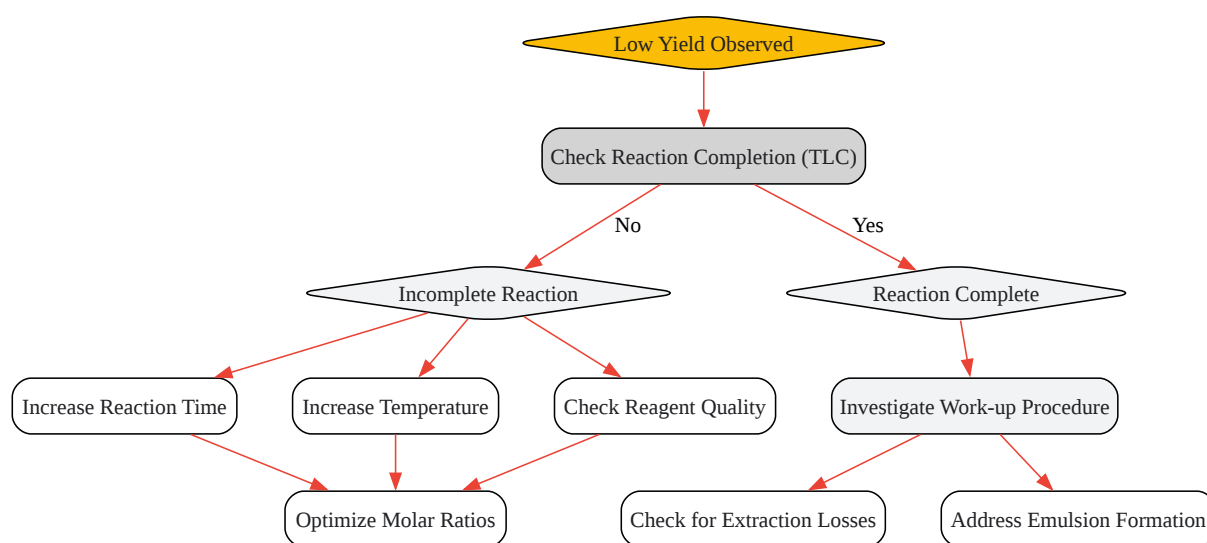 Low Yield Observed
Check Reaction Completion (TLC)
No
Yes
Incomplete Reaction
Reaction Complete
Increase Reaction Time
Increase Temperature
Check Reagent Quality
Investigate Work-up Procedure
Optimize Molar Ratios
Check for Extraction Losses
Address Emulsion Formation